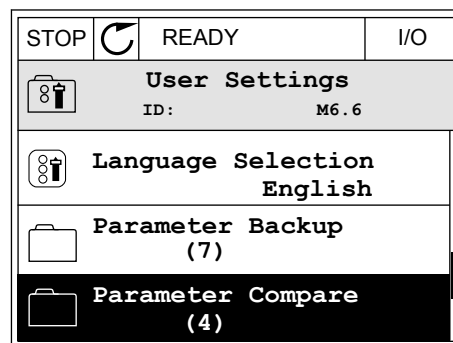 STOP READY I/O
User Settings
ID: M6.6
Language Selection
English
Parameter Backup
(7)
Parameter Compare
(4)